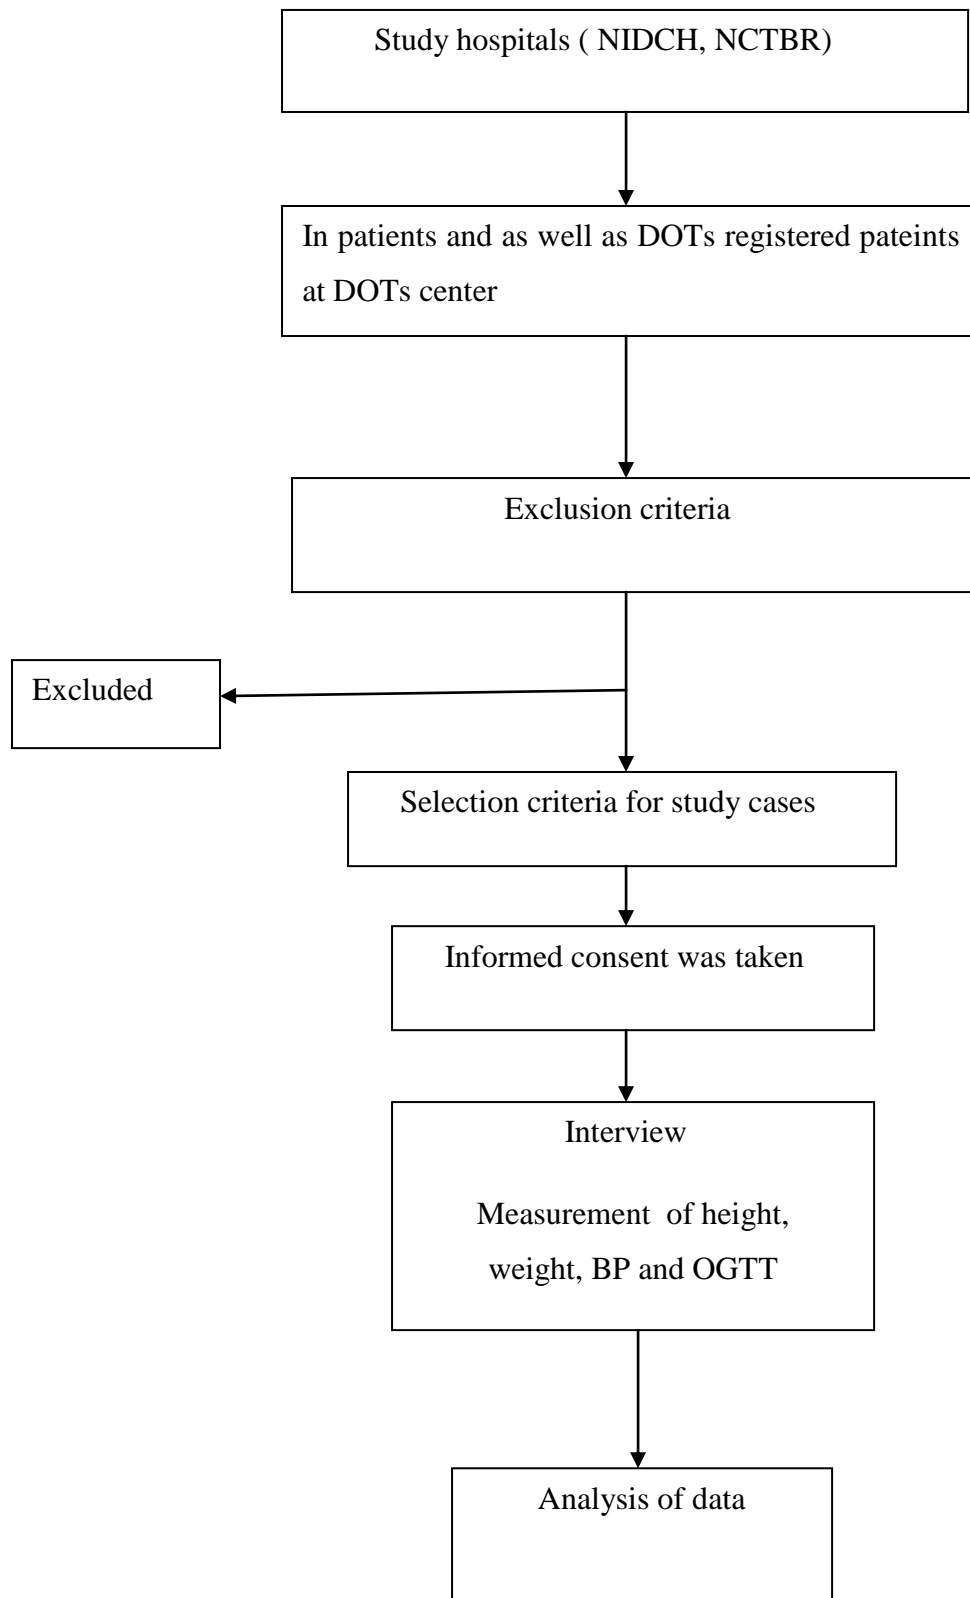 Study hospitals ( NIDCH, NCTBR)
In patients and as well as DOTs registered pateints
at DOTs center
Exclusion criteria
Excluded
Selection criteria for study cases
Informed consent was taken
Interview
Measurement of height,
weight, BP and OGTT
Analysis of data